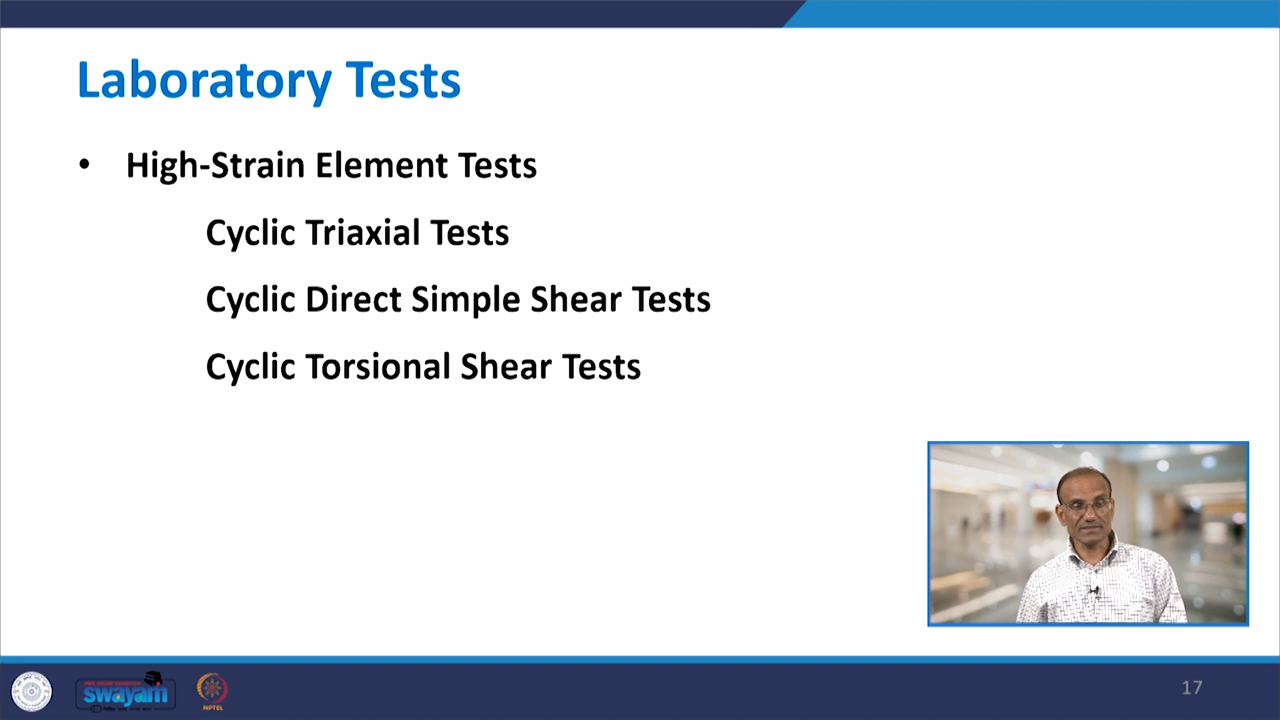 Laboratory Tests
• High-Strain Element Tests
Cyclic Triaxial Tests
Cyclic Direct Simple Shear Tests
Cyclic Torsional Shear Tests
swayam
NPTEL
17